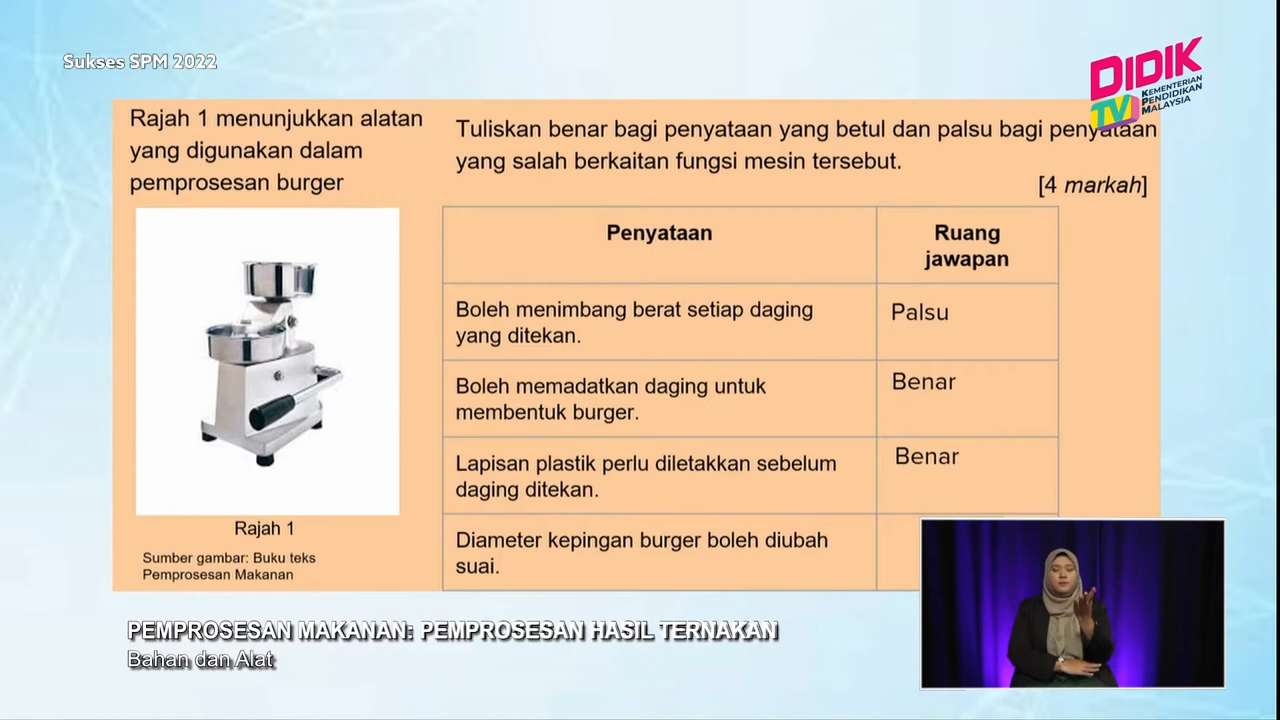 Sukses SPM 2022
DIDIK
TV
KEMENTERIAN
PENDIDIKAN
MALAYSIA
Rajah 1 menunjukkan alatan
yang digunakan dalam
pemprosesan burger
Tuliskan benar bagi penyataan yang betul dan palsu bagi penyataan
yang salah berkaitan fungsi mesin tersebut.
[4 markah]
Rajah 1
Sumber gambar: Buku teks
Pemprosesan Makanan
Penyataan
Ruang
jawapan
Boleh menimbang berat setiap daging
yang ditekan.
Palsu
Boleh memadatkan daging untuk
membentuk burger.
Benar
Lapisan plastik perlu diletakkan sebelum
daging ditekan.
Benar
Diameter kepingan burger boleh diubah
suai.
PEMPROSESAN MAKANAN: PEMPROSESAN HASIL TERNAKAN
Bahan dan Alat